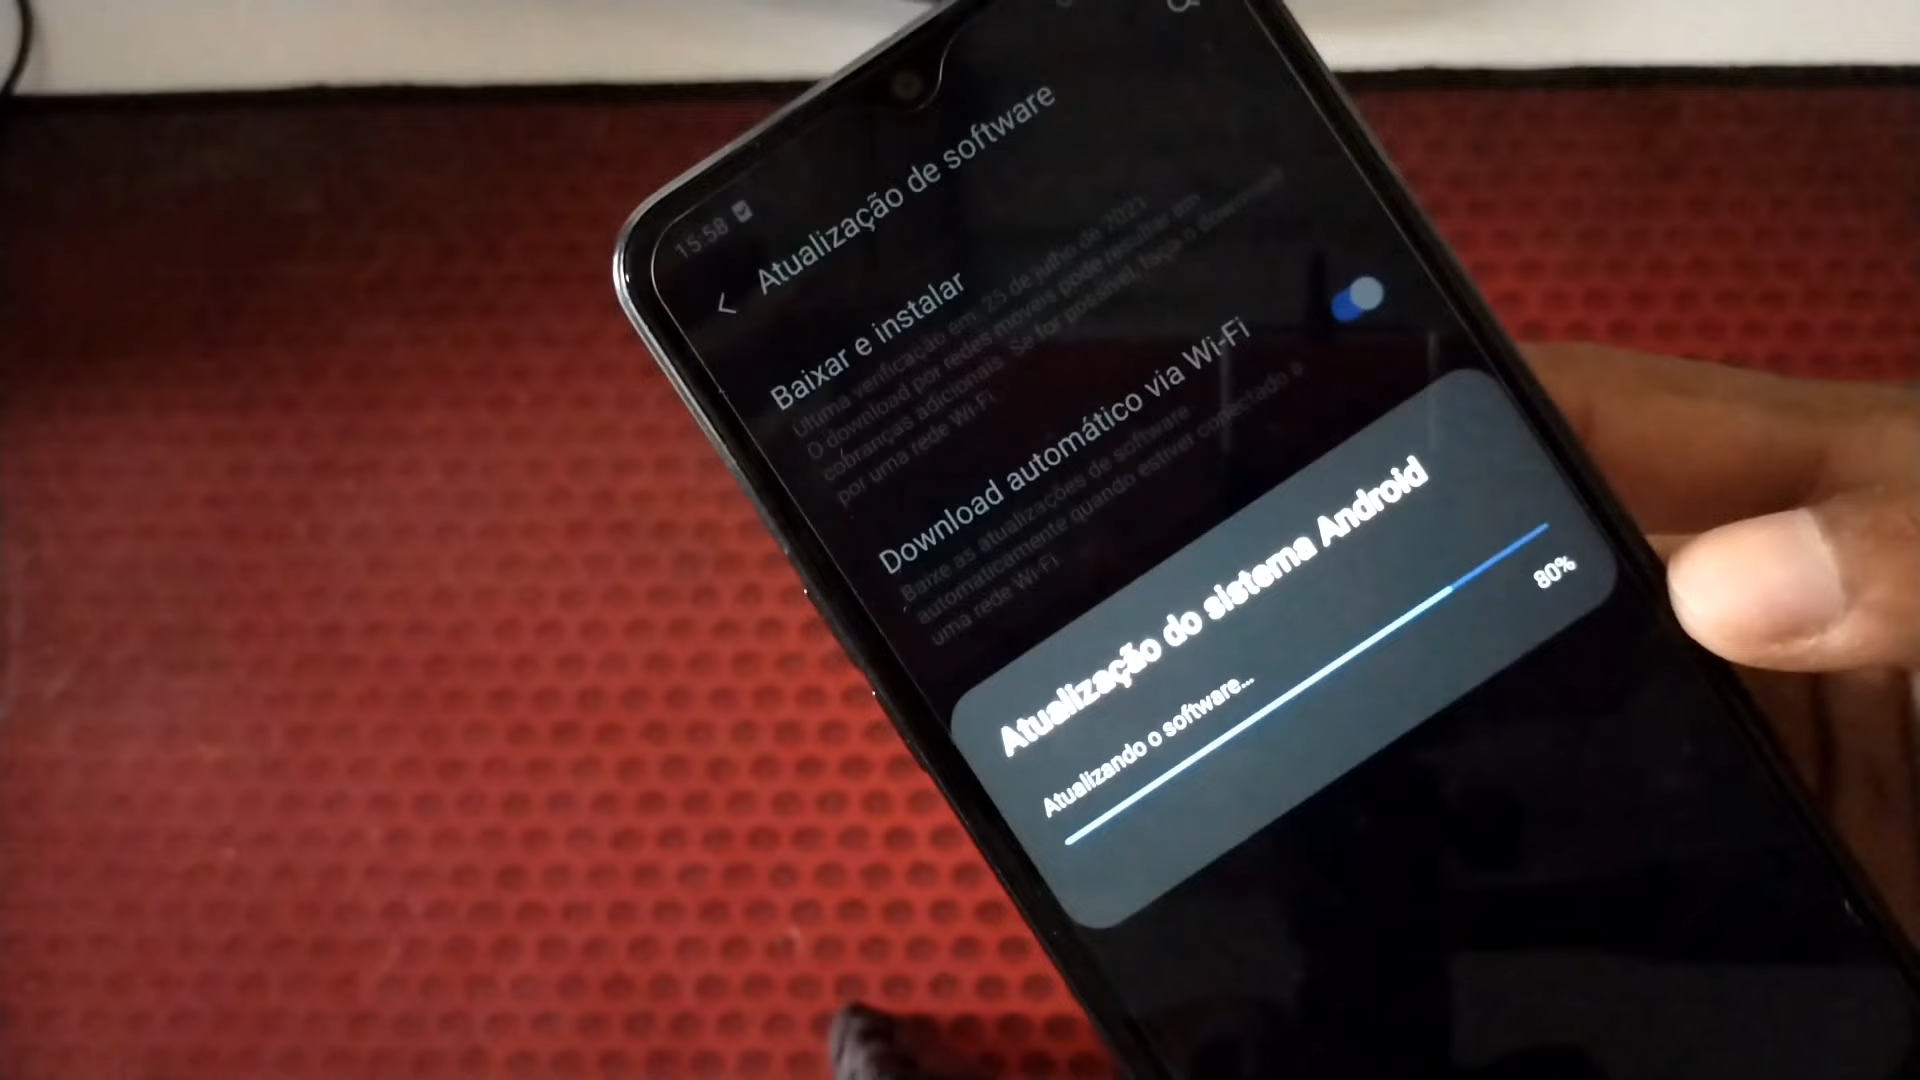 15:58
Atualização de software
Baixar e instalar
Última verificação em: 25 de julho de 2021
O download por redes móveis pode resultar em
cobranças adicionais. Se for possível, faça o download
por uma rede Wi-Fi.
Download automático via Wi-Fi
Baixe as atualizações de software
automaticamente quando estiver conectado a
uma rede Wi-Fi
Atualização do sistema Android
Atualizando o software...
80%